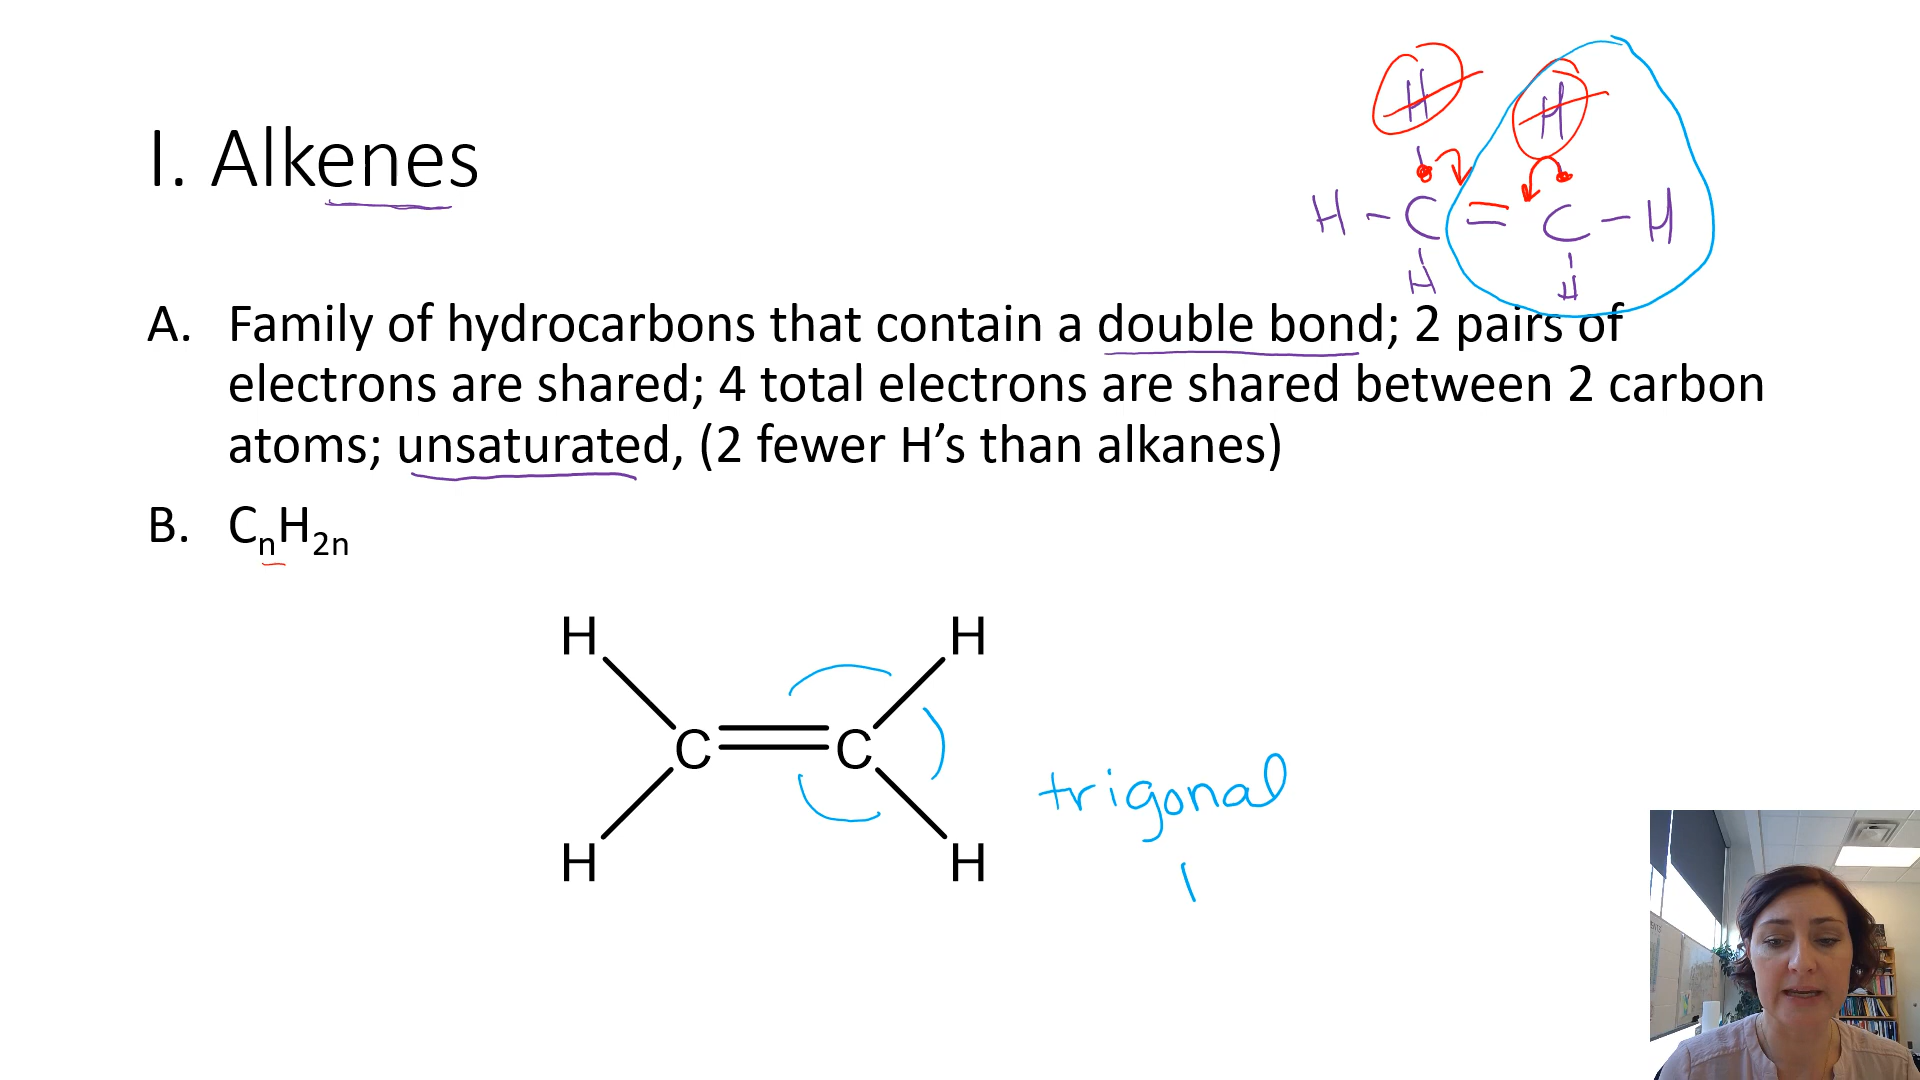 I. Alkenes
H H
H - C = C - H
H H
A. Family of hydrocarbons that contain a double bond; 2 pairs of
electrons are shared; 4 total electrons are shared between 2 carbon
atoms; unsaturated, (2 fewer H’s than alkanes)
B. CnH2n
H H
C C
trigonal
H H